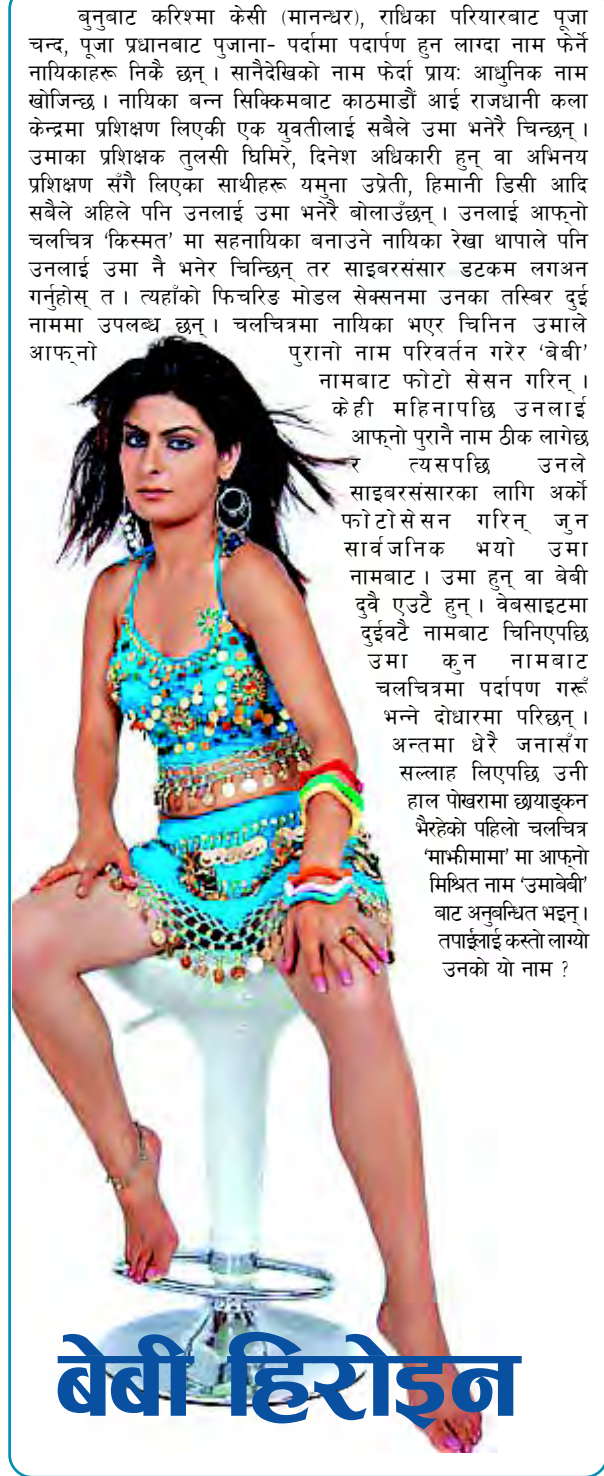 बुनुबाट करिश्मा केसी (मानन्धर), राधिका परियारबाट पूजा
चन्द, पूजा प्रधानबाट पुजाना- पर्दामा पदार्पण हुन लाग्दा नाम फेर्ने
नायिकाहरू निकै छन् । सानैदेखिको नाम फेर्दा प्रायः आधुनिक नाम
खोजिन्छ । नायिका बन्न सिक्किमबाट काठमाडौं आई राजधानी कला
केन्द्रमा प्रशिक्षण लिएकी एक युवतीलाई सबैले उमा भनेरै चिन्छन् ।
उमाका प्रशिक्षक तुलसी घिमिरे, दिनेश अधिकारी हुन् वा अभिनय
प्रशिक्षण सँगै लिएका साथीहरू यमुना उप्रेती, हिमानी डिसी आदि
सबैले अहिले पनि उनलाई उमा भनेरै बोलाउँछन् । उनलाई आफ्नो
चलचित्र ‘किस्मत’ मा सहनायिका बनाउने नायिका रेखा थापाले पनि
उनलाई उमा नै भनेर चिन्छिन् तर साइबरसंसार डटकम लगअन
गर्नुहोस् त । त्यहाँको फिचरिङ मोडल सेक्सनमा उनका तस्बिर दुई
नाममा उपलब्ध छन् । चलचित्रमा नायिका भएर चिनिन उमाले
आफ्नो पुरानो नाम परिवर्तन गरेर ‘बेबी’
नामबाट फोटो सेसन गरिन् ।
केही महिनापछि उनलाई
आफ्नो पुरानै नाम ठीक लागेछ
र त्यसपछि उनले
साइबरसंसारका लागि अर्को
फोटोसेसन गरिन् जुन
सार्वजनिक भयो उमा
नामबाट । उमा हुन् वा बेबी
दुवै एउटै हुन् । वेबसाइटमा
दुईवटै नामबाट चिनिएपछि
उमा कुन नामबाट
चलचित्रमा पर्दापण गरूँ
भन्ने दोधारमा परिछन् ।
अन्तमा धेरै जनासँग
सल्लाह लिएपछि उनी
हाल पोखरामा छायाङ्कन
भैरहेको पहिलो चलचित्र
‘माझीमामा’ मा आफ्नो
मिश्रित नाम ‘उमाबेबी’
बाट अनुबन्धित भइन् ।
तपाईंलाई कस्तो लाग्यो
उनको यो नाम ?
बेबी हिरोइन